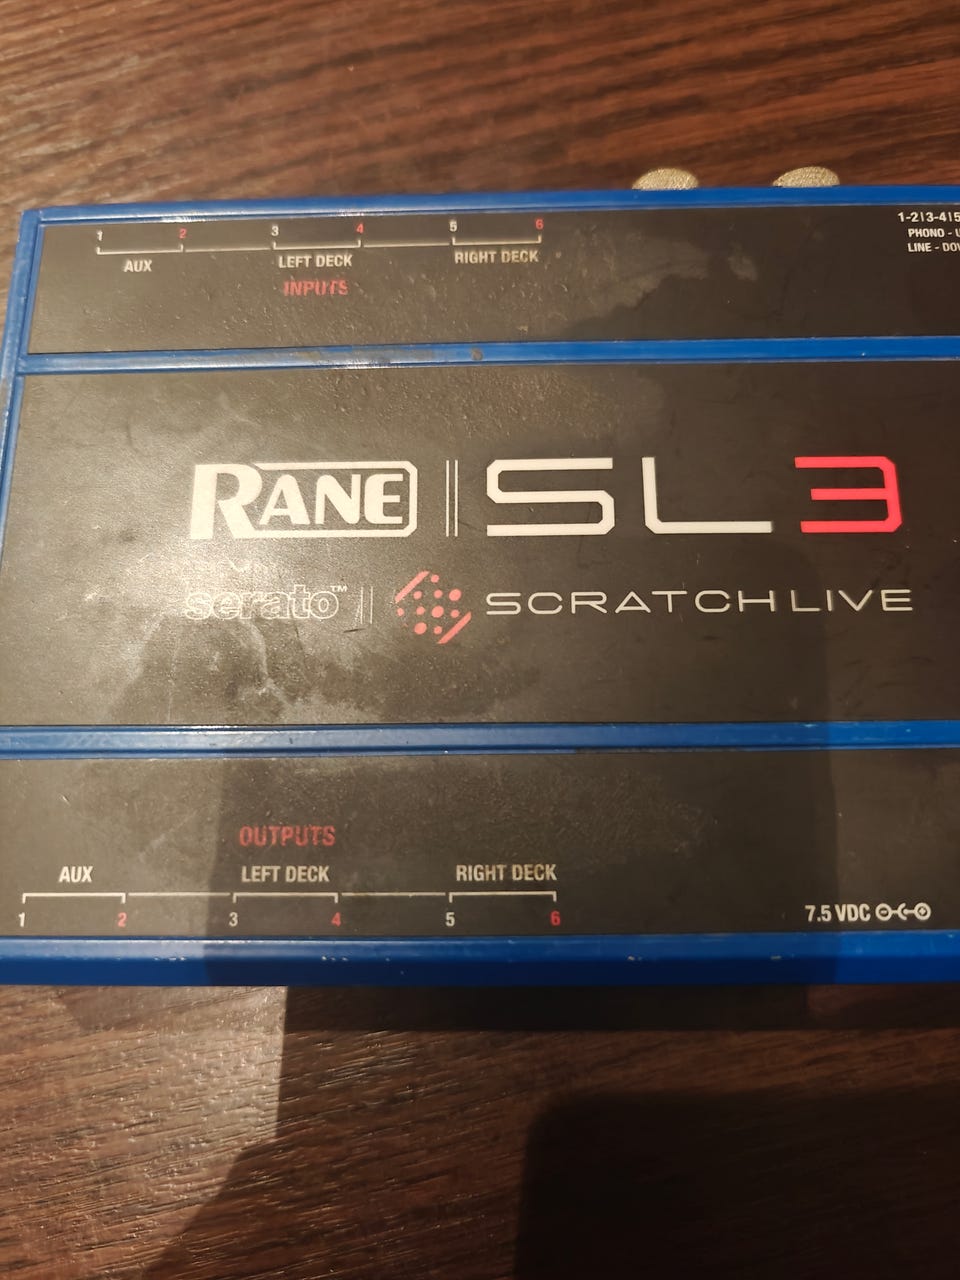 1 2 3 4 5 6
AUX LEFT DECK RIGHT DECK
INPUTS
1-2|3-4|5
PHONO - U
LINE - DOV
RANE SL3
serato™ SCRATCH LIVE
OUTPUTS
AUX LEFT DECK RIGHT DECK
1 2 3 4 5 6
7.5 VDC